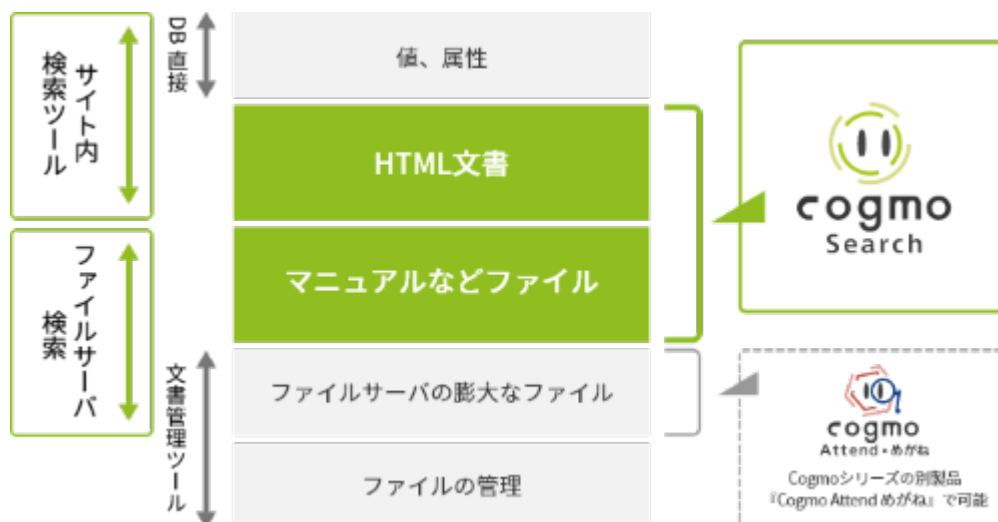 サイト内
検索ツール
DB直接
値、属性
HTML文書
マニュアルなどファイル
cogmo
Search
ファイルサーバ
検索
文書管理ツール
ファイルサーバの膨大なファイル
ファイルの管理
cogmo
Attend・めがね
Cogmoシリーズの別製品
『Cogmo Attend めがね』で可能